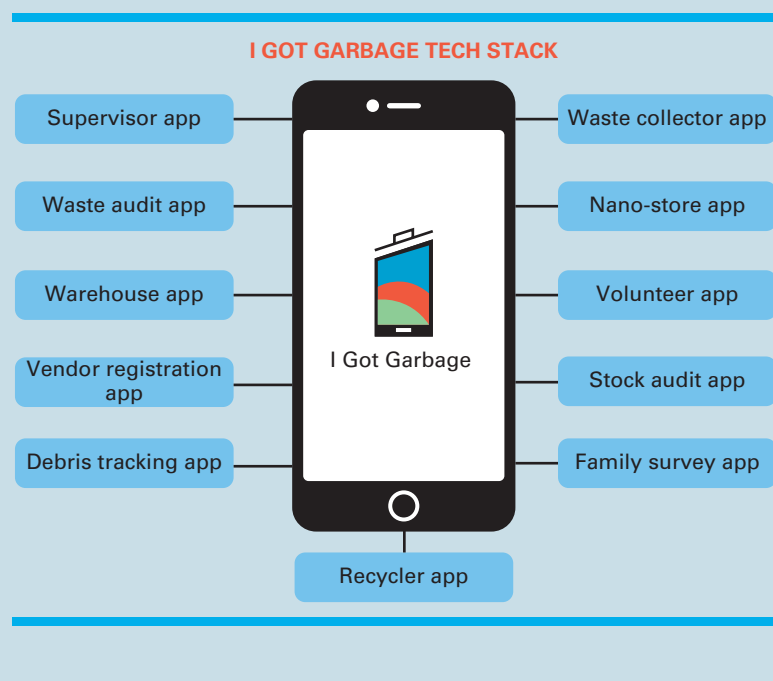 I GOT GARBAGE TECH STACK
Supervisor app
Waste audit app
Warehouse app
Vendor registration
app
Debris tracking app
I Got Garbage
Waste collector app
Nano-store app
Volunteer app
Stock audit app
Family survey app
Recycler app